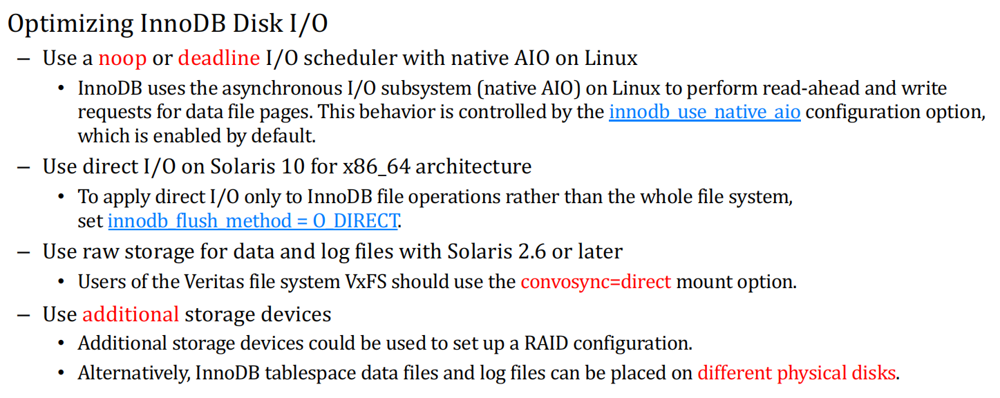 Optimizing InnoDB Disk I/O
– Use a noop or deadline I/O scheduler with native AIO on Linux
• InnoDB uses the asynchronous I/O subsystem (native AIO) on Linux to perform read-ahead and write
requests for data file pages. This behavior is controlled by the innodb_use_native_aio configuration option,
which is enabled by default.
– Use direct I/O on Solaris 10 for x86_64 architecture
• To apply direct I/O only to InnoDB file operations rather than the whole file system,
set innodb_flush_method = O_DIRECT.
– Use raw storage for data and log files with Solaris 2.6 or later
• Users of the Veritas file system VxFS should use the convosync=direct mount option.
– Use additional storage devices
• Additional storage devices could be used to set up a RAID configuration.
• Alternatively, InnoDB tablespace data files and log files can be placed on different physical disks.